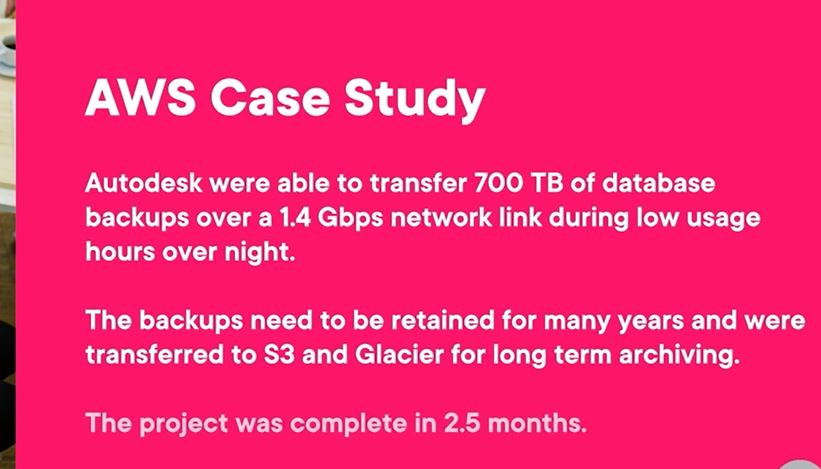 AWS Case Study
Autodesk were able to transfer 700 TB of database
backups over a 1.4 Gbps network link during low usage
hours over night.
The backups need to be retained for many years and were
transferred to S3 and Glacier for long term archiving.
The project was complete in 2.5 months.